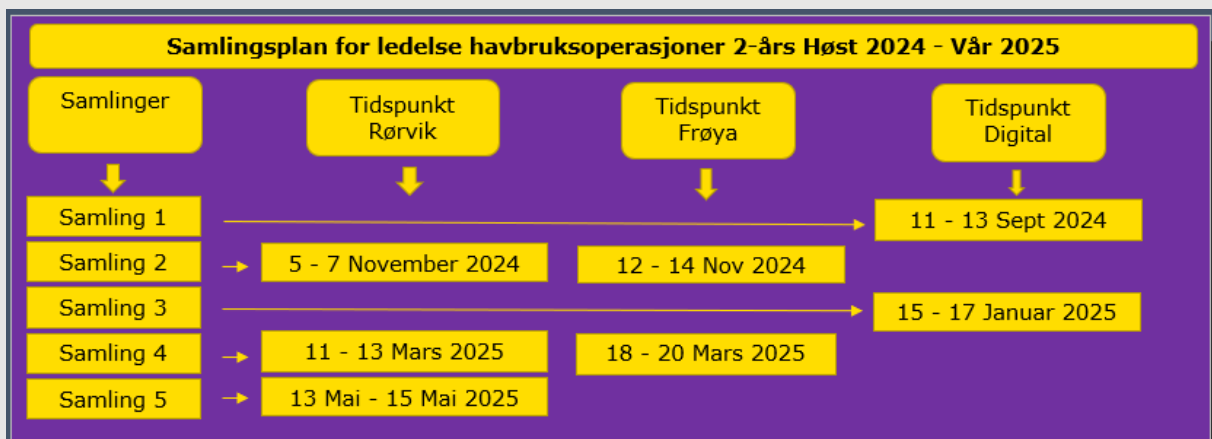 Samlingsplan for ledelse havbruksoperasjoner 2-års Høst 2024 - Vår 2025
Samlinger
Tidspunkt
Rørvik
Tidspunkt
Frøya
Tidspunkt
Digital
Samling 1
11 - 13 Sept 2024
Samling 2
5 - 7 November 2024
12 - 14 Nov 2024
Samling 3
15 - 17 Januar 2025
Samling 4
11 - 13 Mars 2025
18 - 20 Mars 2025
Samling 5
13 Mai - 15 Mai 2025